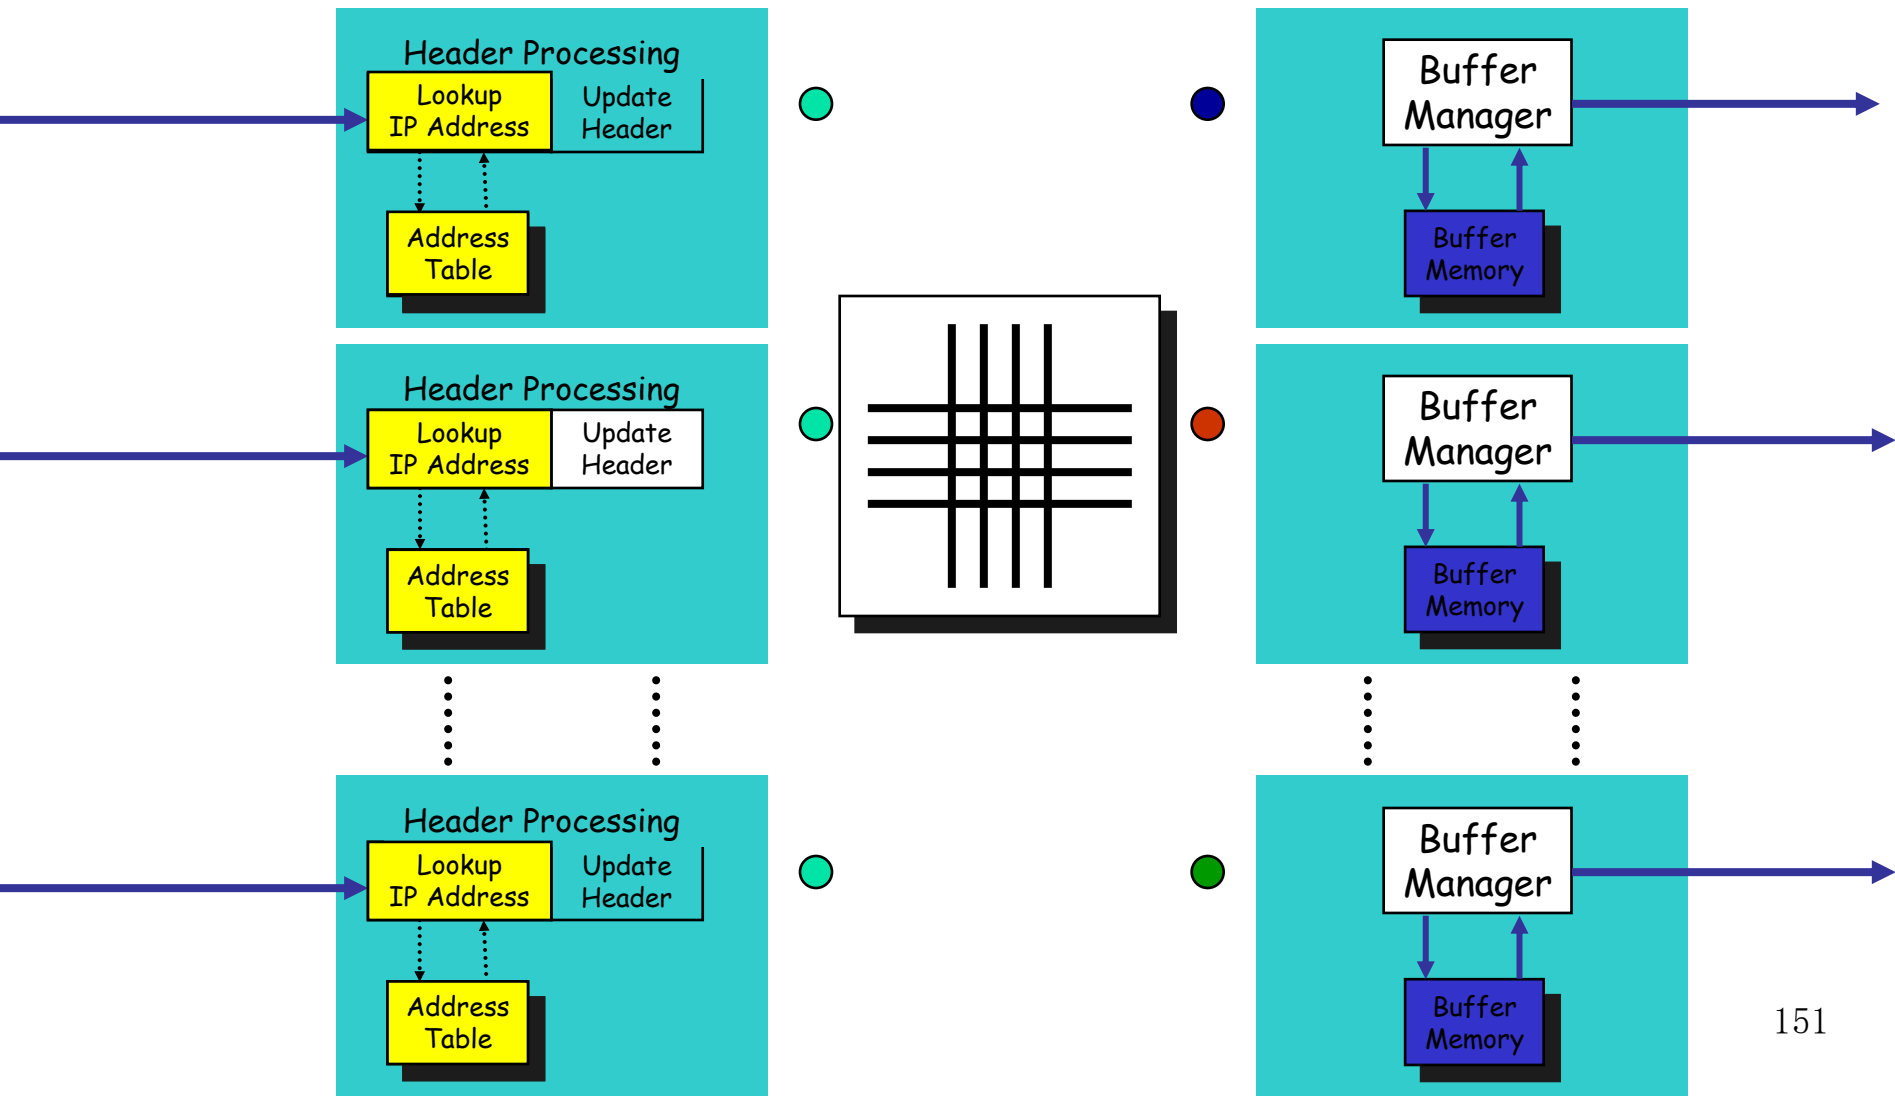 Header Processing
Lookup
IP Address
Update
Header
Address
Table
Buffer
Manager
Buffer
Memory
Header Processing
Lookup
IP Address
Update
Header
Address
Table
Buffer
Manager
Buffer
Memory
Header Processing
Lookup
IP Address
Update
Header
Address
Table
Buffer
Manager
Buffer
Memory
151